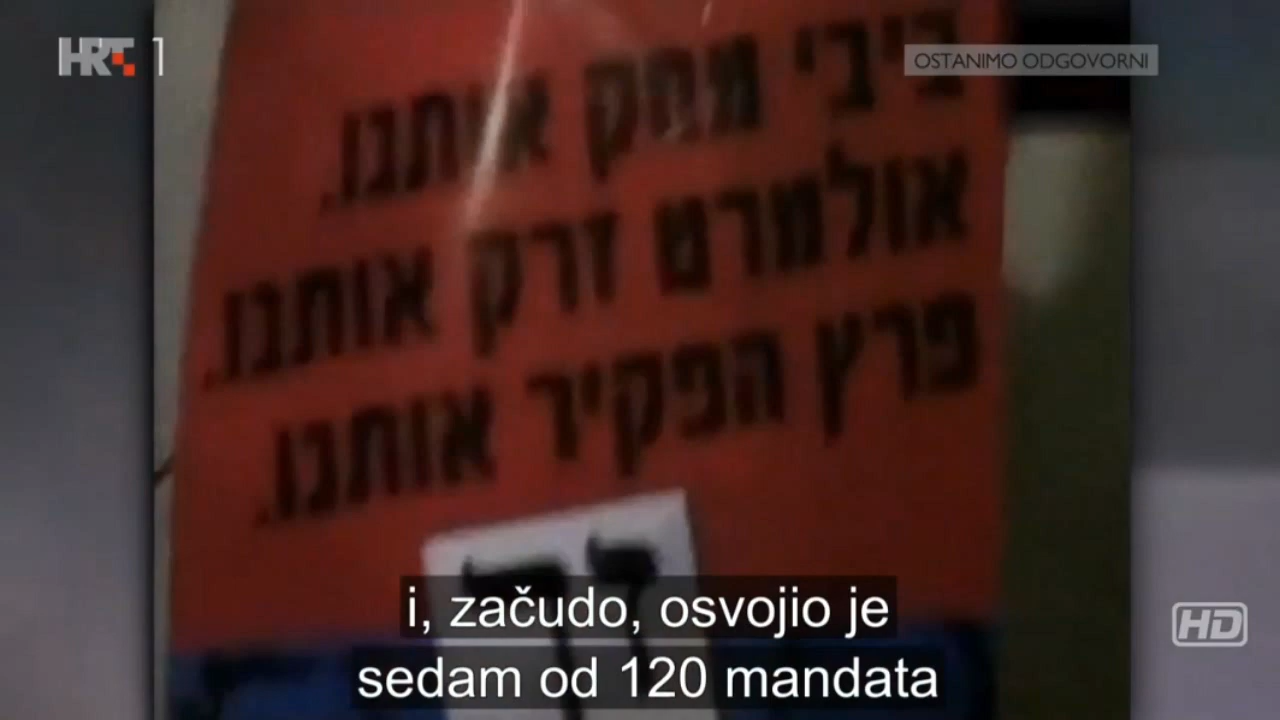 HRT 1
OSTANIMO ODGOVORNI
ביבי מחק אותנו.
אולמרט זרק אותנו.
פרץ הפקיר אותנו.
זך
i, začudo, osvojio je
sedam od 120 mandata
HD